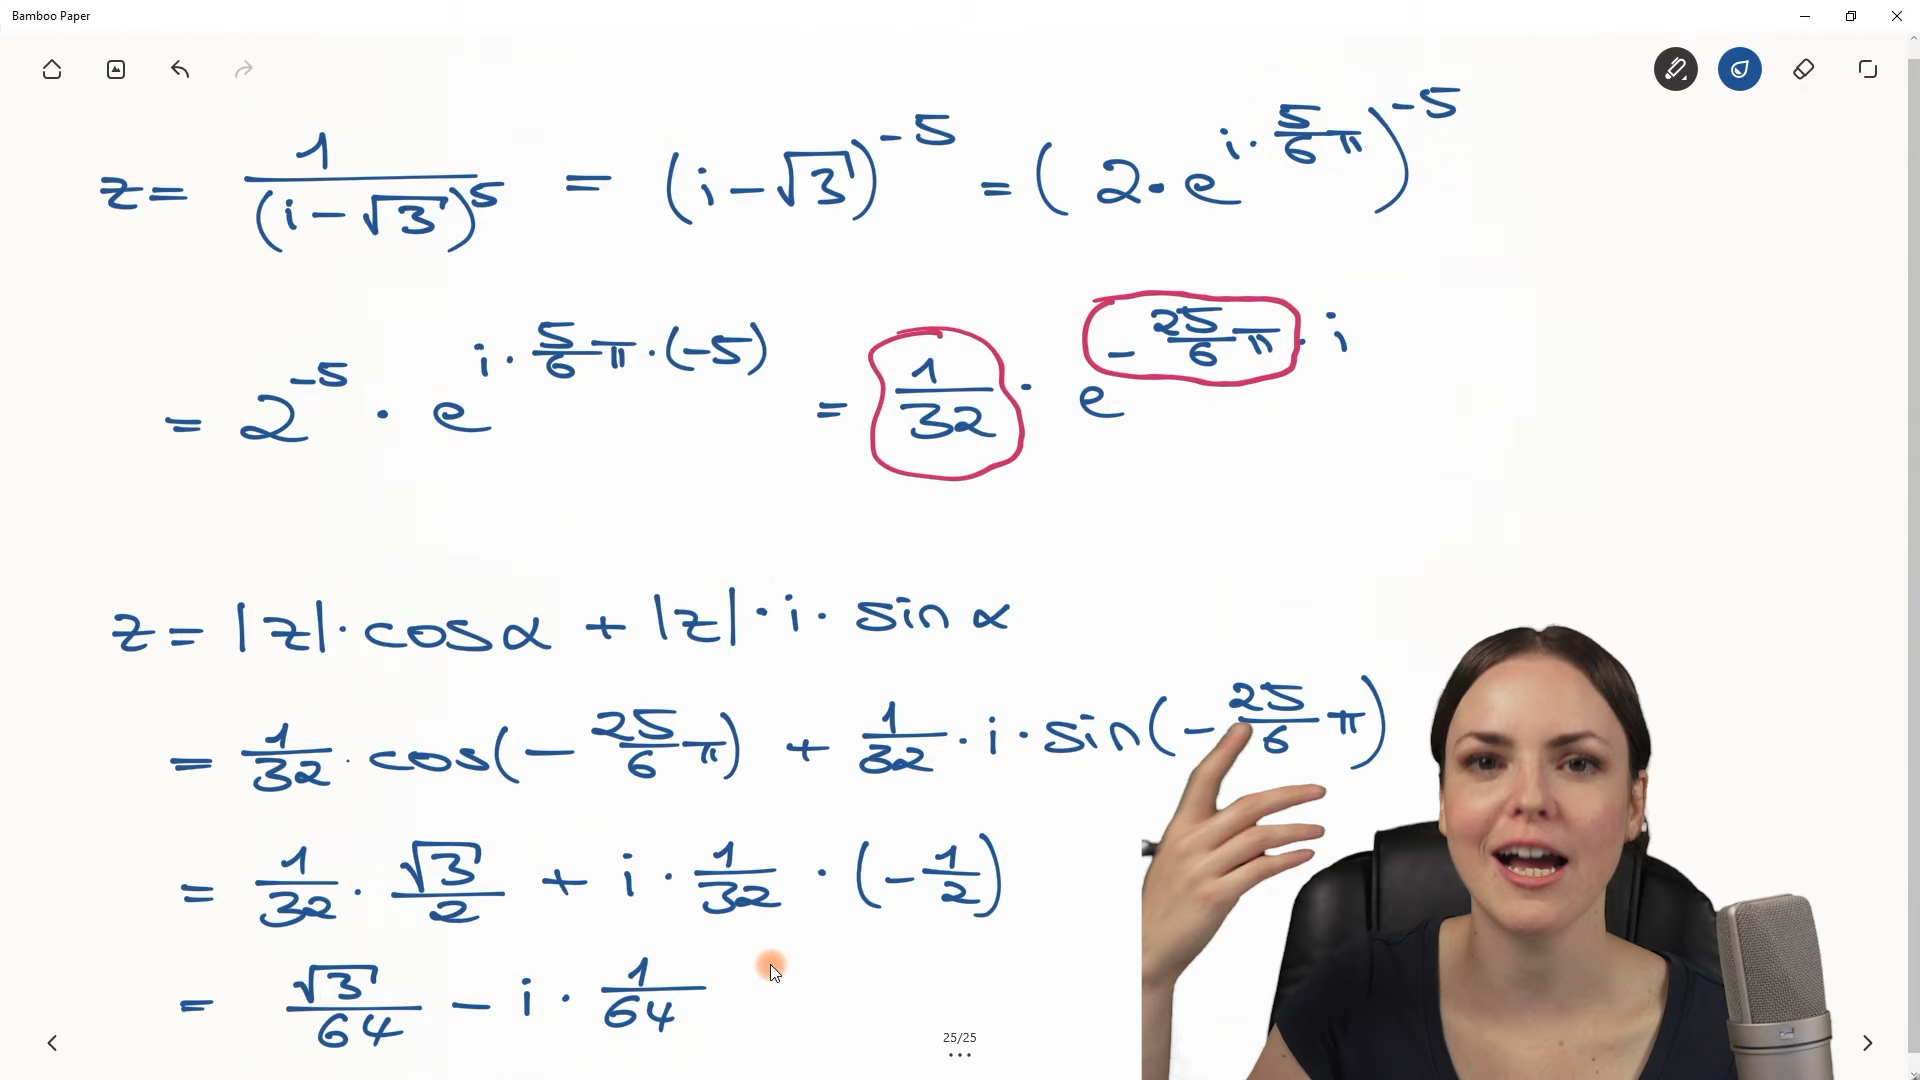 Bamboo Paper
z = 1/(i − √3)^5 = (i − √3)^−5 = (2 · e^(i · 5/6 π))^−5
= 2^−5 · e^(i · 5/6 π · (−5)) = 1/32 · e^(− 25/6 π · i)
z = |z| · cos α + |z| · i · sin α
= 1/32 · cos(− 25/6 π) + 1/32 · i · sin(− 25/6 π)
= 1/32 · √3/2 + i · 1/32 · (− 1/2)
= √3/64 − i · 1/64
25/25